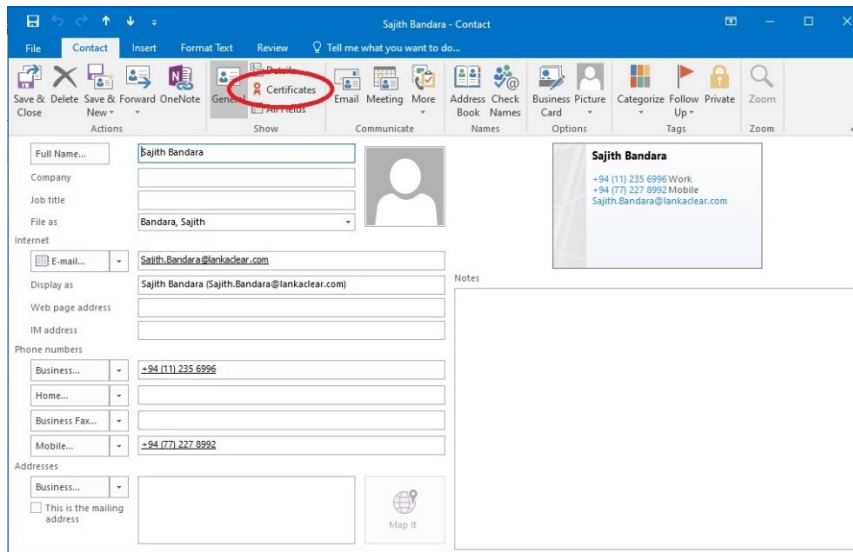 Sajith Bandara - Contact
File Contact Insert Format Text Review Tell me what you want to do...
Save & Close
Delete
Save & New
Forward
OneNote
General
Details
Certificates
All Fields
Email
Meeting
More
Address Book
Check Names
Business Card
Picture
Categorize
Follow Up
Private
Zoom
Actions Show Communicate Names Options Tags Zoom
Full Name... Sajith Bandara
Company
Job title
File as Bandara, Sajith
Internet
E-mail... Sajith.Bandara@lankaclear.com
Display as Sajith Bandara (Sajith.Bandara@lankaclear.com)
Web page address
IM address
Phone numbers
Business... +94 (11) 235 6996
Home...
Business Fax...
Mobile... +94 (77) 227 8992
Addresses
Business...
This is the mailing
address
Map It
Sajith Bandara
+94 (11) 235 6996 Work
+94 (77) 227 8992 Mobile
Sajith.Bandara@lankaclear.com
Notes